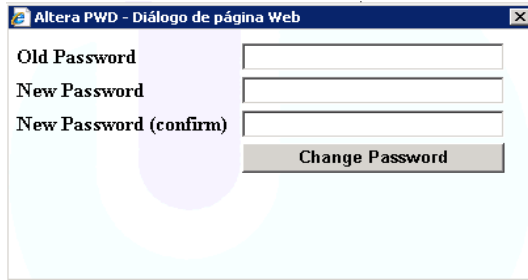 Altera PWD - Diálogo de página Web
Old Password
New Password
New Password (confirm)
Change Password